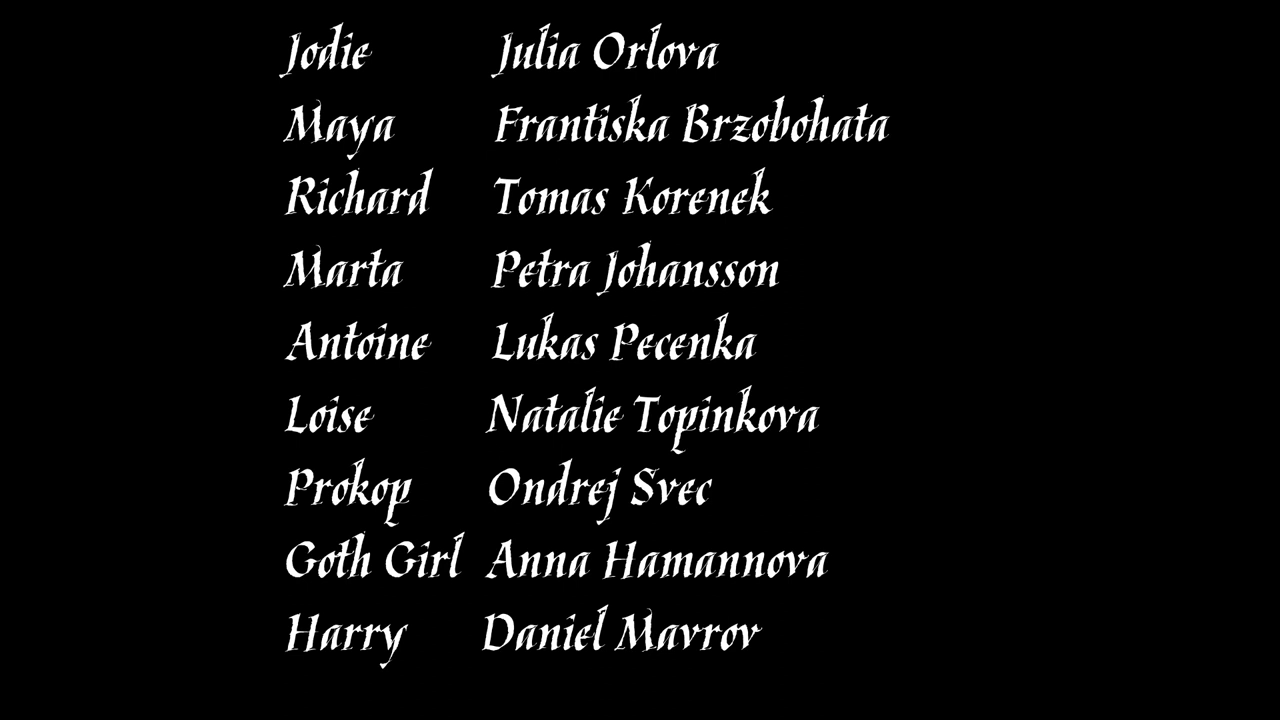 Jodie Julia Orlova
Maya Frantiska Brzobohata
Richard Tomas Korenek
Marta Petra Johansson
Antoine Lukas Pecenka
Loise Natalie Topinkova
Prokop Ondrej Svec
Goth Girl Anna Hamannova
Harry Daniel Mavrov